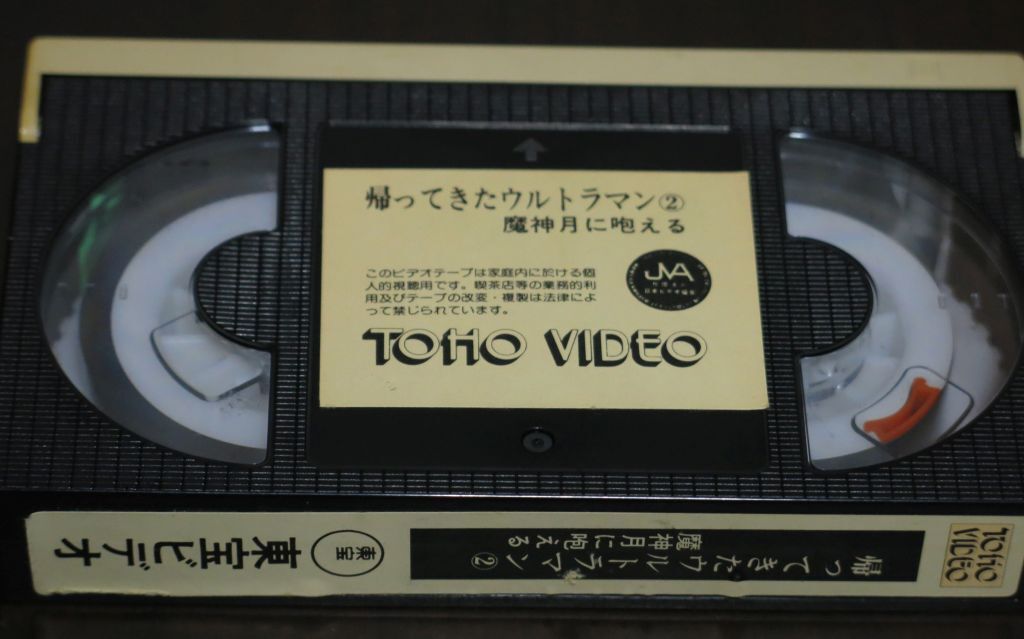 帰ってきたウルトラマン②
魔神月に咆える
このビデオテープは家庭内に於ける個
人的視聴用です。喫茶店等の業務的利
用及びテープの改変・複製は法律によ
って禁じられています。
JVA
TOHO VIDEO
帰ってきたウルトラマン②
魔神月に咆える
東宝
東宝ビデオ
TOHO
VIDEO